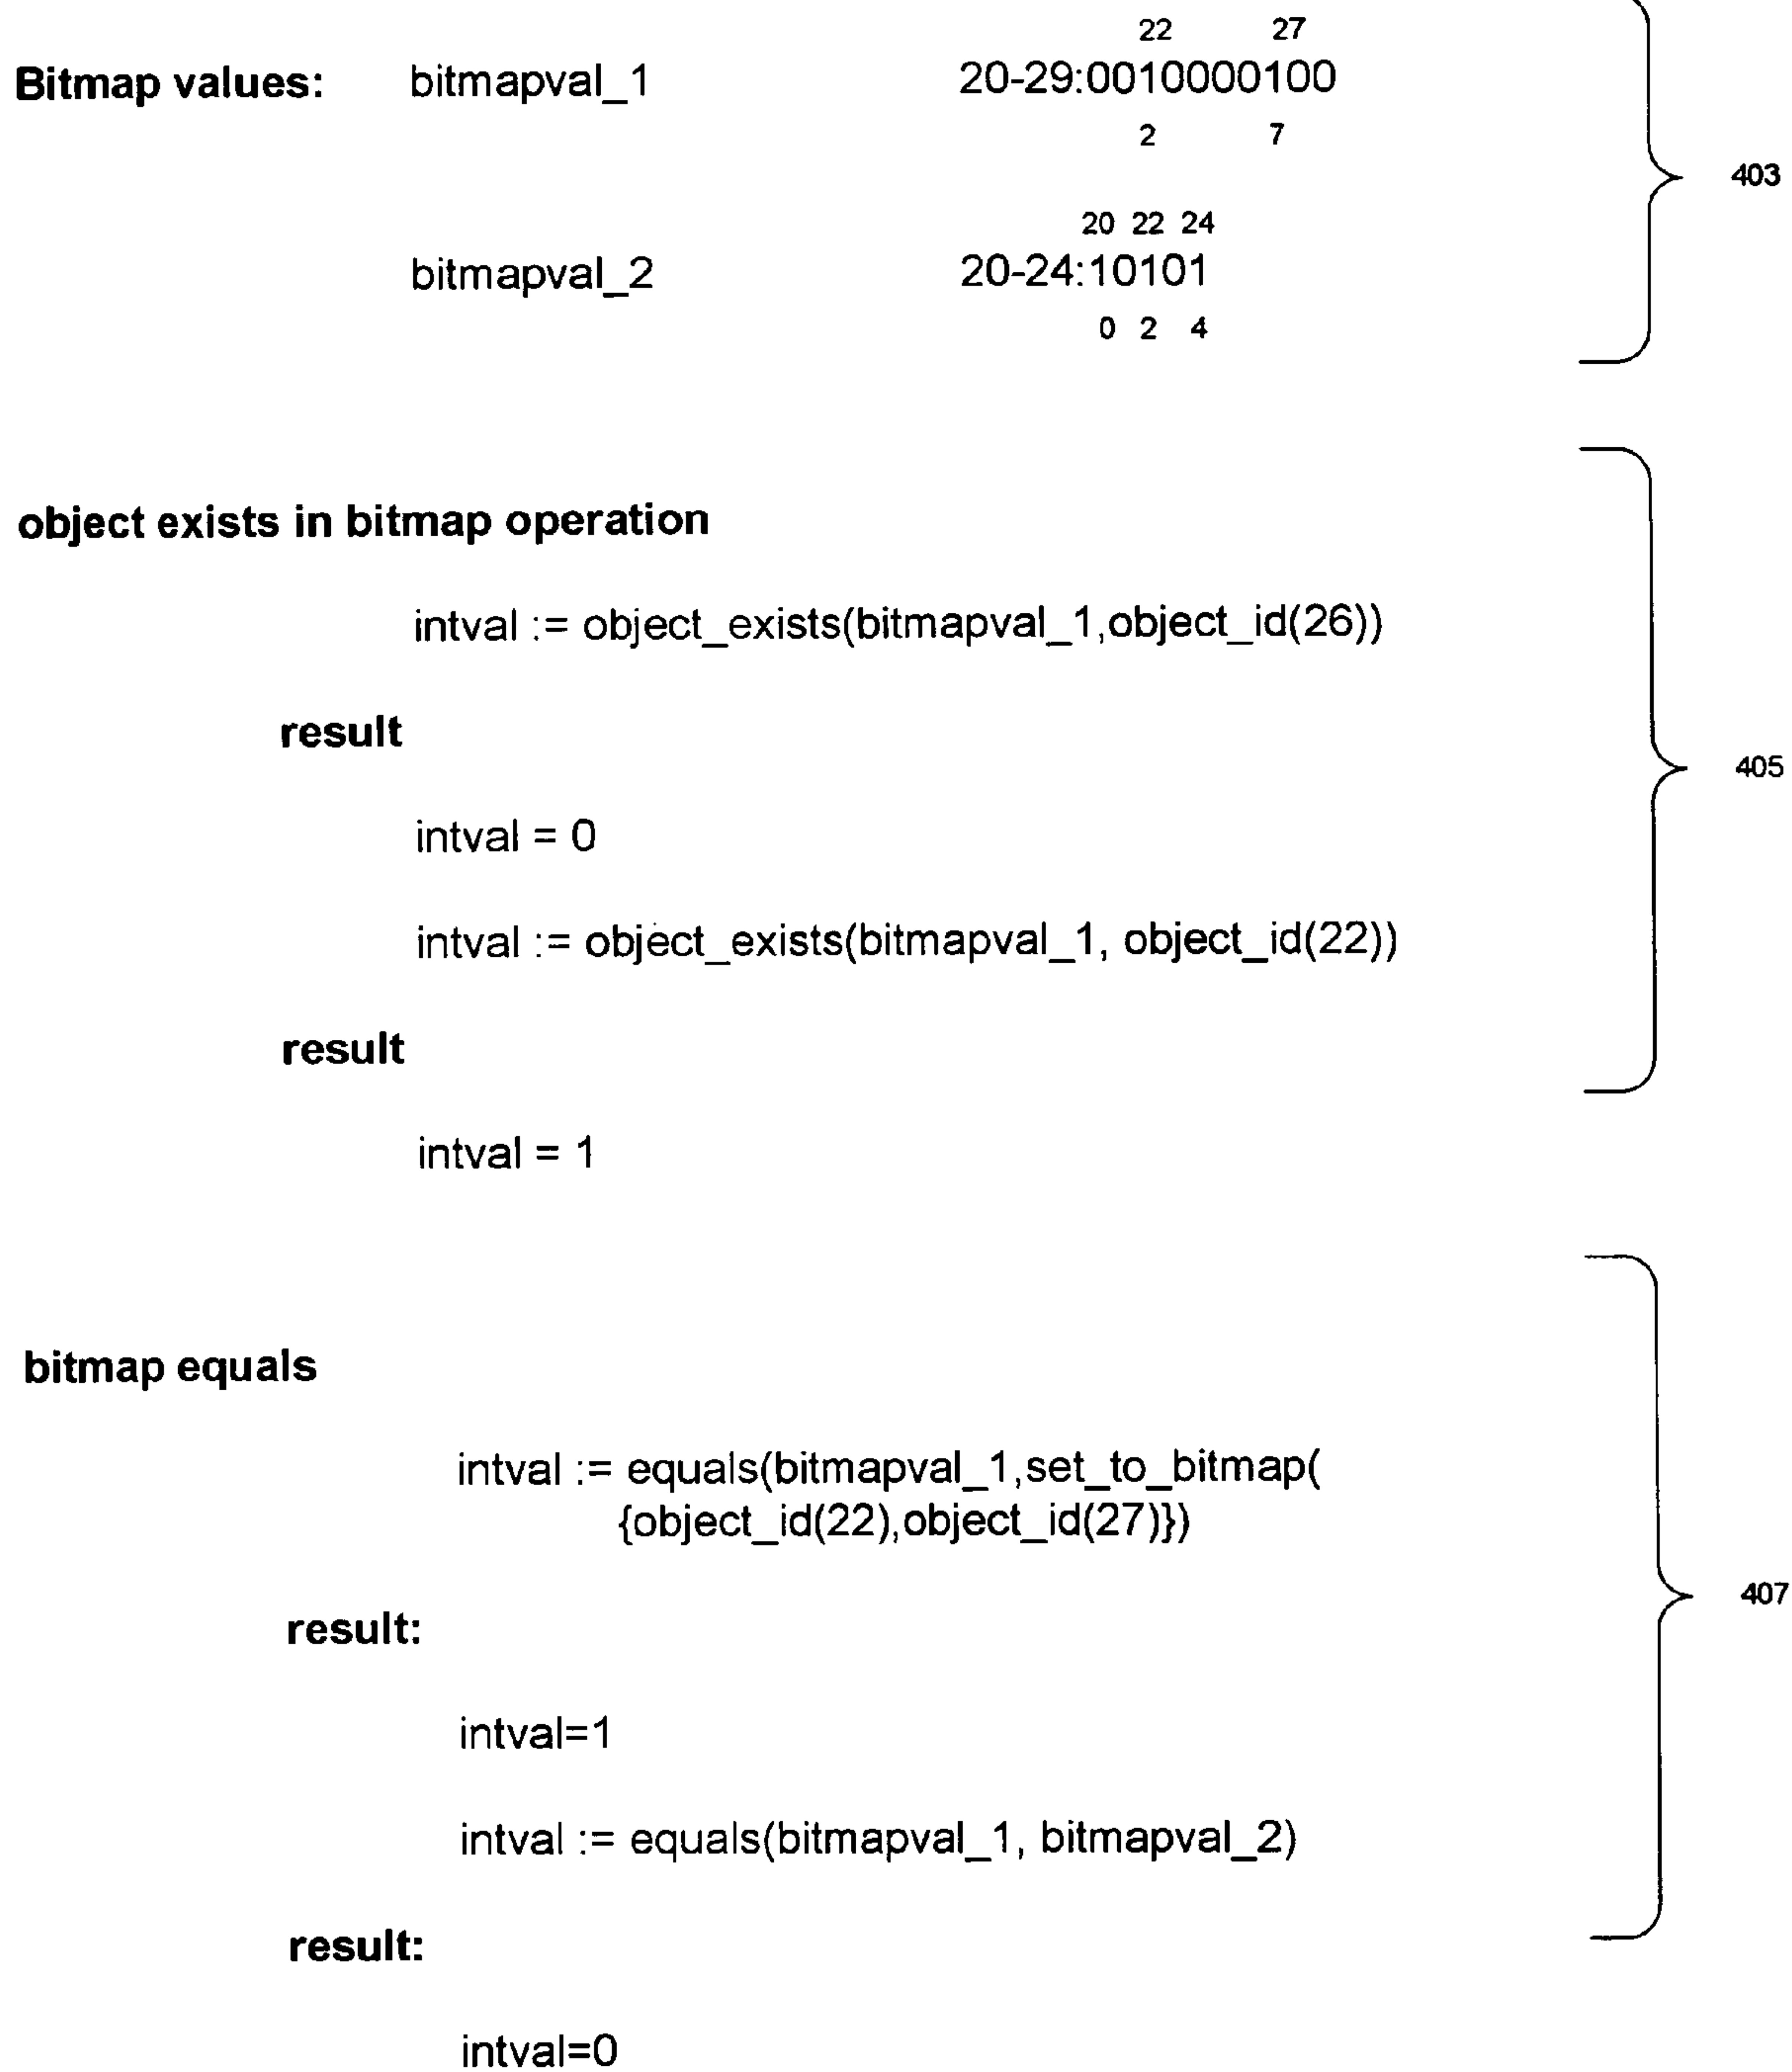 22 27
Bitmap values: bitmapval_1 20-29:0010000100
2 7
403
20 22 24
bitmapval_2 20-24:10101
0 2 4
object exists in bitmap operation
intval := object_exists(bitmapval_1,object_id(26))
result
405
intval = 0
intval := object_exists(bitmapval_1, object_id(22))
result
intval = 1
bitmap equals
intval := equals(bitmapval_1,set_to_bitmap(
{object_id(22),object_id(27)})
407
result:
intval=1
intval := equals(bitmapval_1, bitmapval_2)
result:
intval=0